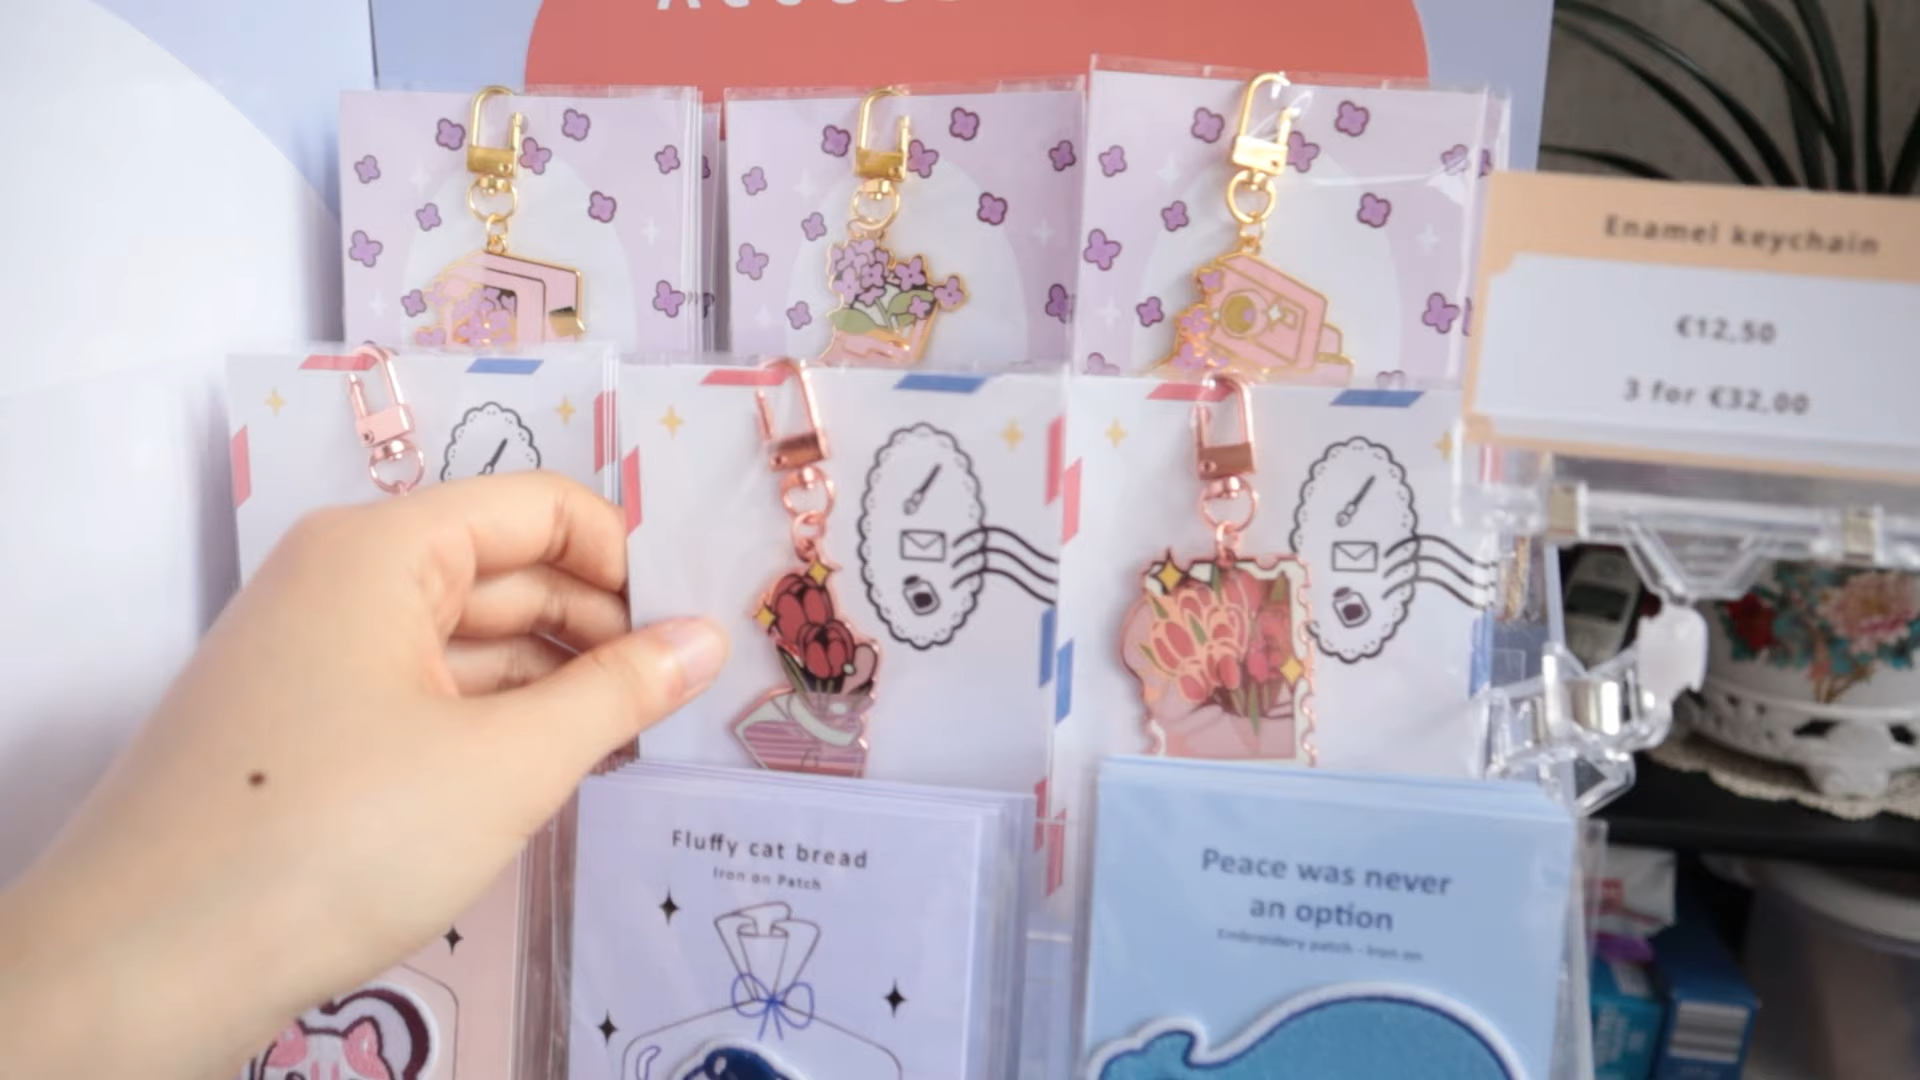 Enamel keychain
€12,50
3 for €32,00
Fluffy cat bread
Iron on Patch
Peace was never
an option
Embroidery patch - Iron on